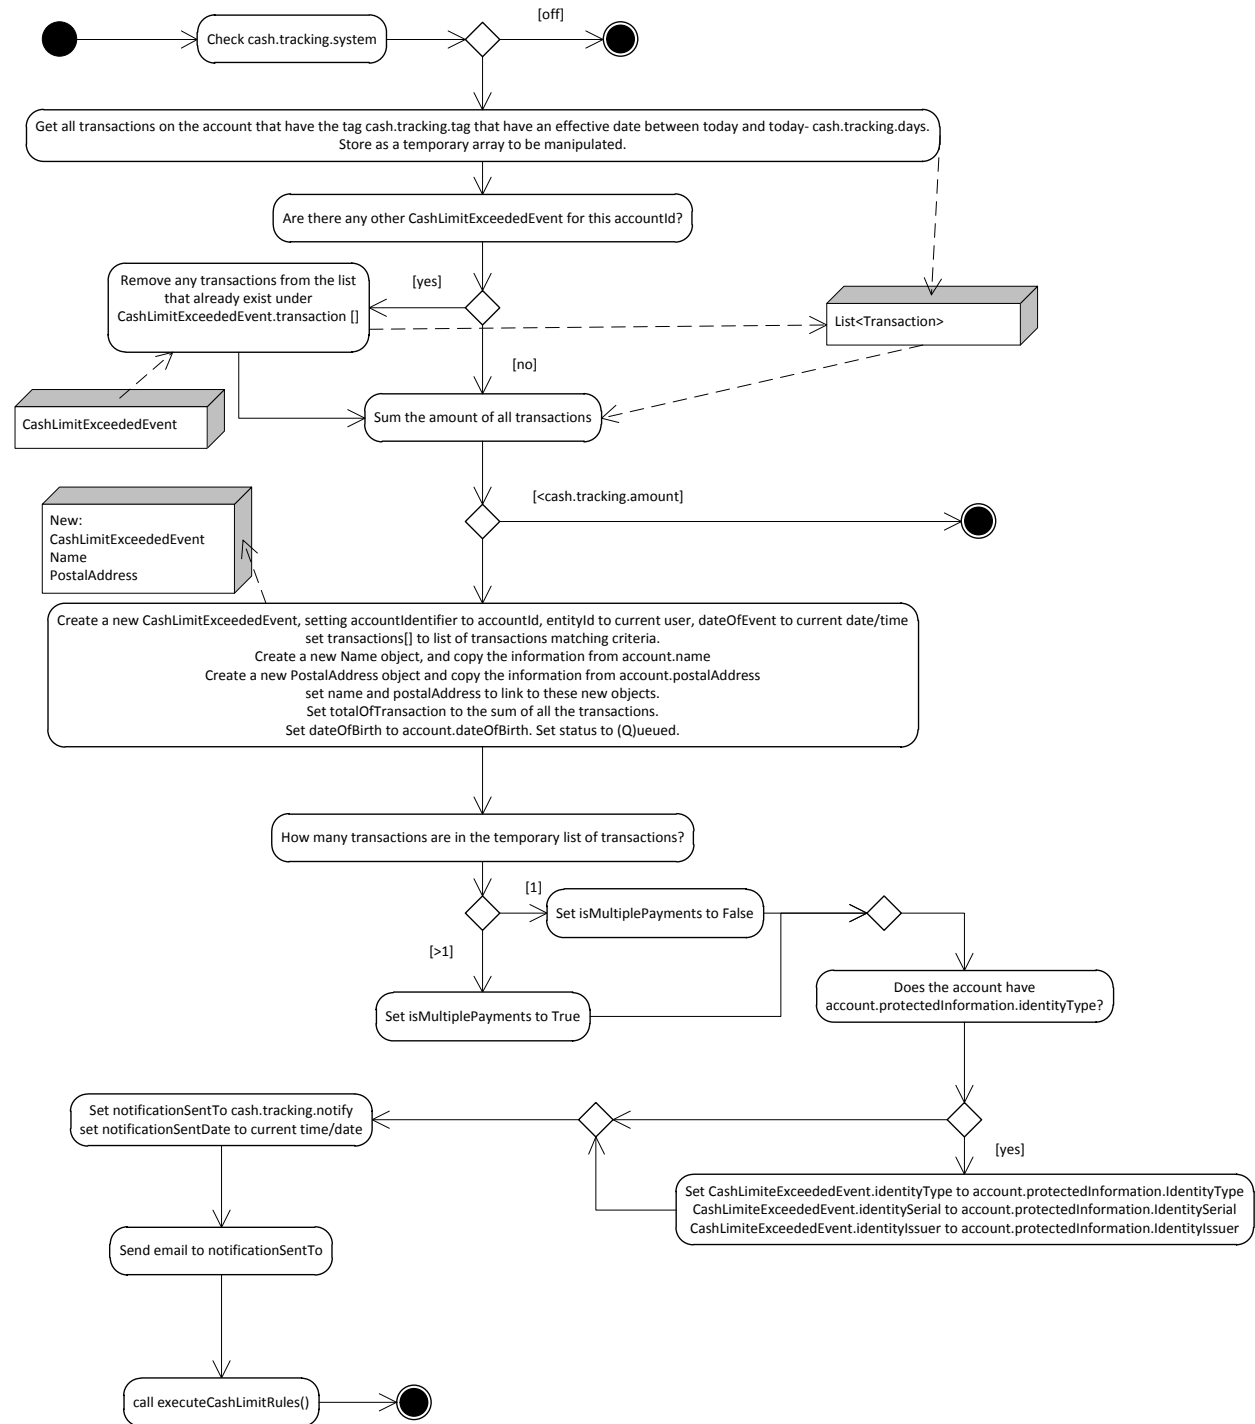 [off]
Check cash.tracking.system
Get all transactions on the account that have the tag cash.tracking.tag that have an effective date between today and today- cash.tracking.days.
Store as a temporary array to be manipulated.
Are there any other CashLimitExceededEvent for this accountId?
Remove any transactions from the list
that already exist under
CashLimitExceededEvent.transaction []
[yes]
List<Transaction>
[no]
CashLimitExceededEvent
Sum the amount of all transactions
[<cash.tracking.amount]
New:
CashLimitExceededEvent
Name
PostalAddress
Create a new CashLimitExceededEvent, setting accountIdentifier to accountId, entityId to current user, dateOfEvent to current date/time
set transactions[] to list of transactions matching criteria.
Create a new Name object, and copy the information from account.name
Create a new PostalAddress object and copy the information from account.postalAddress
set name and postalAddress to link to these new objects.
Set totalOfTransaction to the sum of all the transactions.
Set dateOfBirth to account.dateOfBirth. Set status to (Q)ueued.
How many transactions are in the temporary list of transactions?
[1]
Set isMultiplePayments to False
[>1]
Set isMultiplePayments to True
Does the account have
account.protectedInformation.identityType?
Set notificationSentTo cash.tracking.notify
set notificationSentDate to current time/date
[yes]
Set CashLimiteExceededEvent.identityType to account.protectedInformation.IdentityType
CashLimiteExceededEvent.identitySerial to account.protectedInformation.IdentitySerial
CashLimiteExceededEvent.identityIssuer to account.protectedInformation.IdentityIssuer
Send email to notificationSentTo
call executeCashLimitRules()